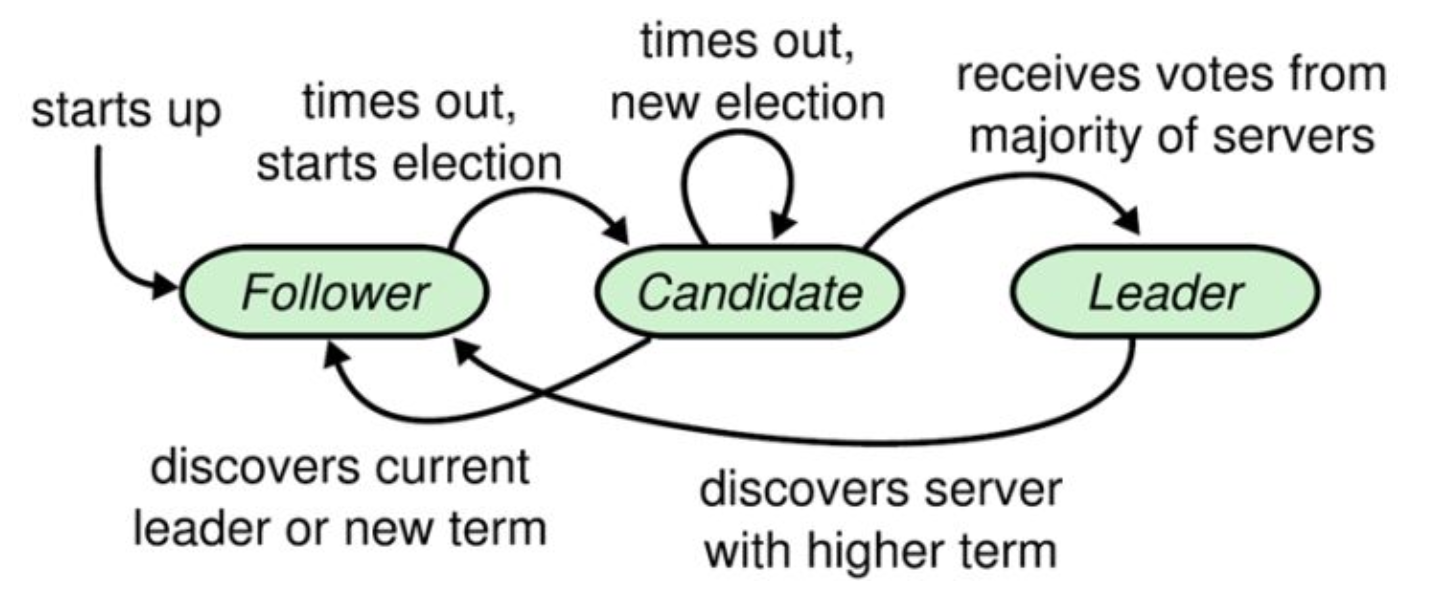 times out,
new election
receives votes from
majority of servers
starts up
times out,
starts election
Follower
Candidate
Leader
discovers current
leader or new term
discovers server
with higher term